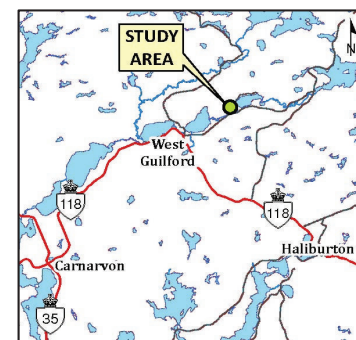 STUDY
AREA
N
West
Guilford
118
118
Haliburton
Carnarvon
35